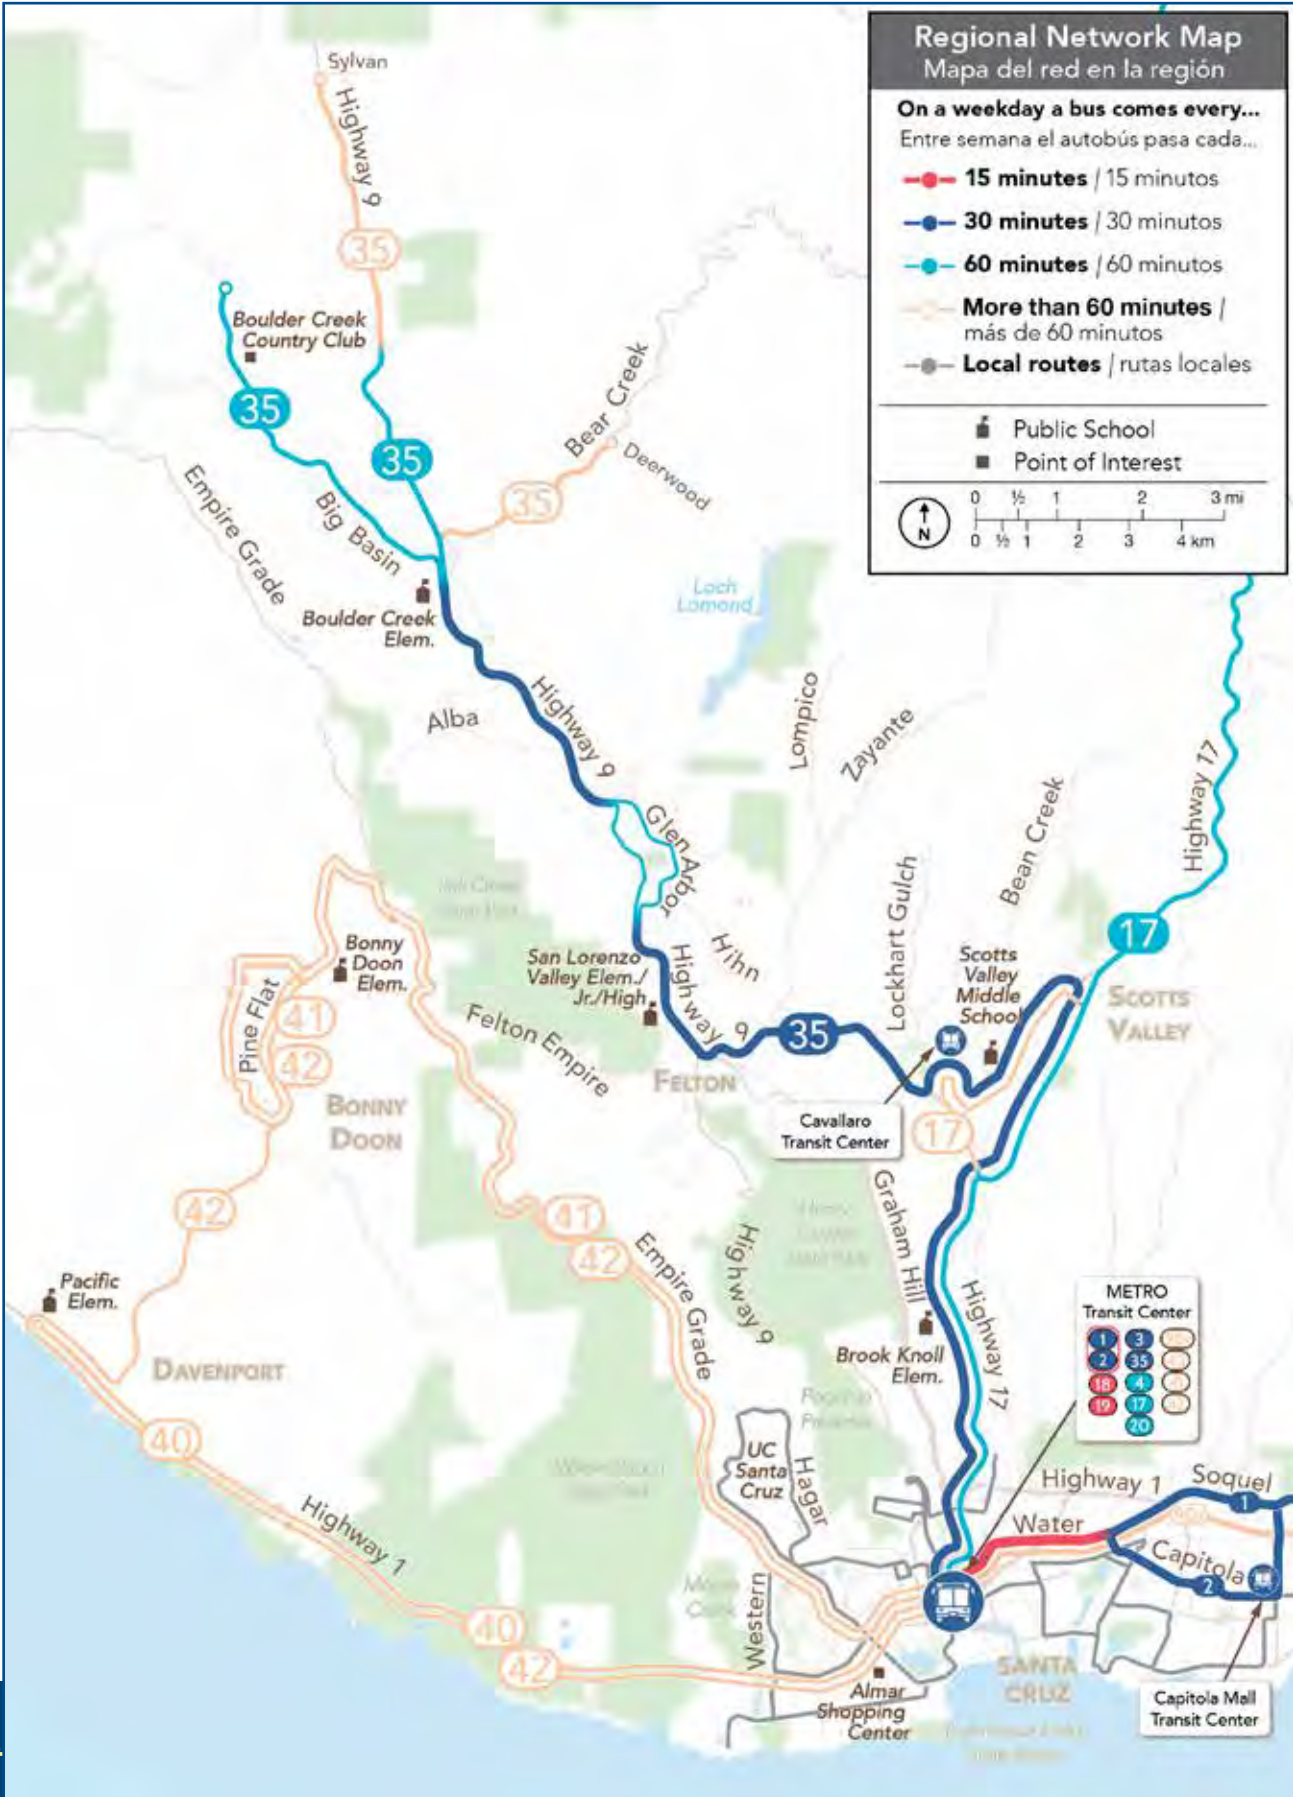 Regional Network Map
Mapa del red en la región
On a weekday a bus comes every...
Entre semana el autobús pasa cada...
15 minutes / 15 minutos
30 minutes / 30 minutos
60 minutes / 60 minutos
More than 60 minutes /
más de 60 minutos
Local routes / rutas locales
Public School
Point of Interest
0 ½ 1 2 3 mi
N
0 ½ 1 2 3 4 km
Sylvan
Highway 9
35
Boulder Creek
Country Club
35
35
Bear Creek
Deerwood
35
Empire Grade
Big Basin
Boulder Creek
Elem.
Loch
Lomond
Alba
Highway 9
Lompico
Zayante
Highway 17
Glen Arbor
Bean Creek
Lockhart Gulch
Hihn
17
Bonny
Doon
Elem.
San Lorenzo
Valley Elem./
Jr./High
Highway 9
35
Scotts
Valley
Middle
School
SCOTTS
VALLEY
Pine Flat
41
42
Felton Empire
FELTON
BONNY
DOON
Cavallaro
Transit Center
17
42
41
42
Empire Grade
Highway 9
Graham Hill
Highway 17
Pacific
Elem.
Brook Knoll
Elem.
METRO
Transit Center
1 3
2 35
18 4
19 17
20
DAVENPORT
40
Highway 1
UC
Santa
Cruz
Hagar
Highway 1
Soquel
1
Water
Capitola
2
Western
40
42
Almar
Shopping
Center
SANTA
CRUZ
Capitola Mall
Transit Center